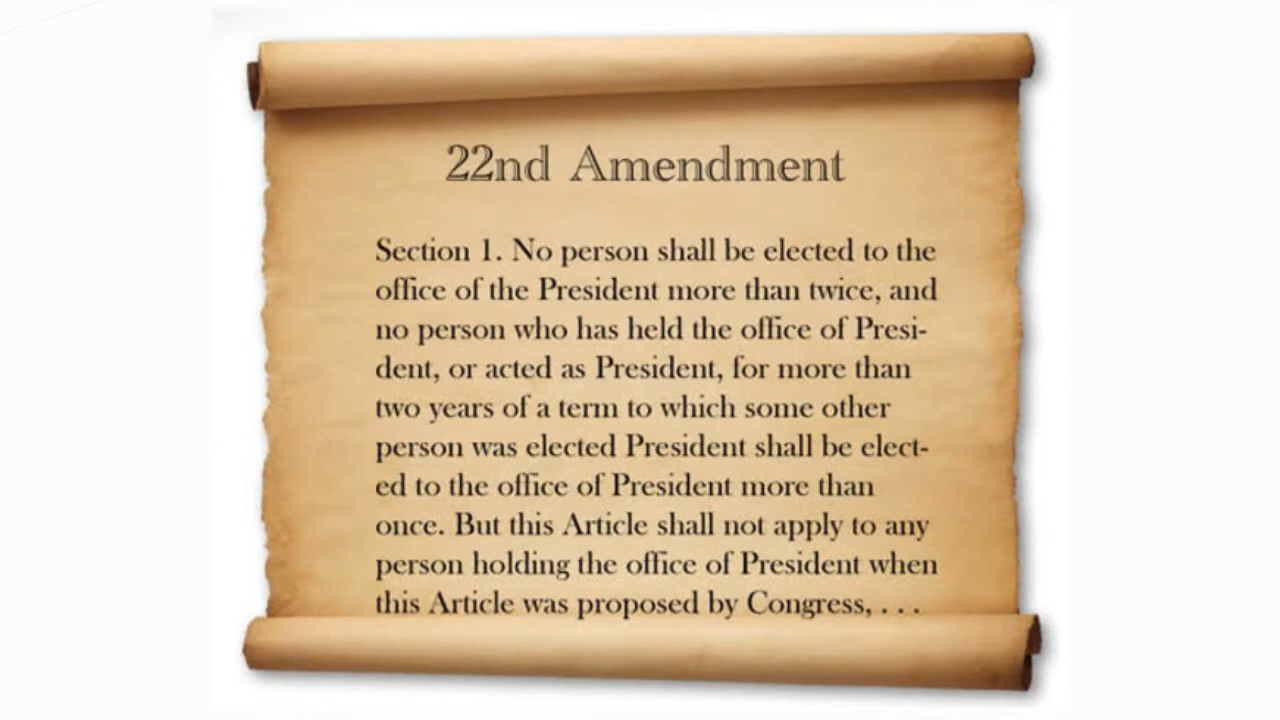 22nd Amendment
Section 1. No person shall be elected to the
office of the President more than twice, and
no person who has held the office of Presi-
dent, or acted as President, for more than
two years of a term to which some other
person was elected President shall be elect-
ed to the office of President more than
once. But this Article shall not apply to any
person holding the office of President when
this Article was proposed by Congress, . . .